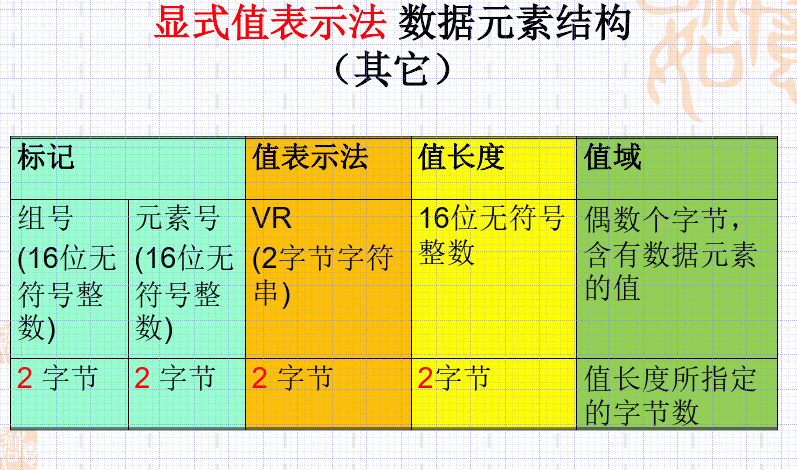 显式值表示法 数据元素结构
（其它）
标记
值表示法
值长度
值域
组号
(16位无
符号整
数)
元素号
(16位无
符号整
数)
VR
(2字节字符
串)
16位无符号
整数
偶数个字节，
含有数据元素
的值
2 字节
2 字节
2 字节
2字节
值长度所指定
的字节数